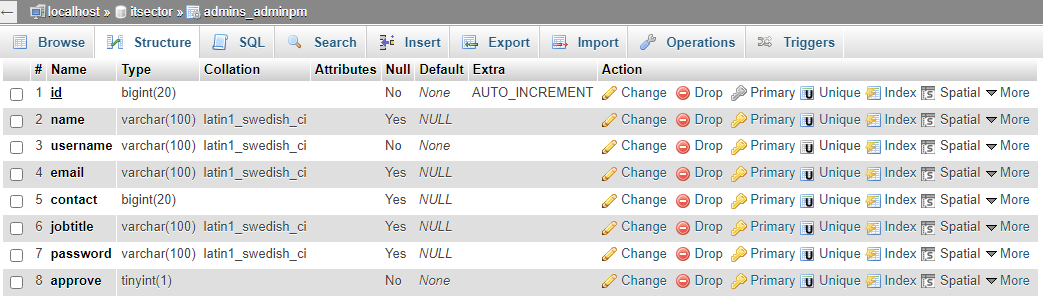 ← localhost » itsector » admins_adminpm
Browse Structure SQL Search Insert Export Import Operations Triggers
# Name Type Collation Attributes Null Default Extra Action
1 id bigint(20) No None AUTO_INCREMENT Change Drop Primary Unique Index Spatial More
2 name varchar(100) latin1_swedish_ci Yes NULL Change Drop Primary Unique Index Spatial More
3 username varchar(100) latin1_swedish_ci No None Change Drop Primary Unique Index Spatial More
4 email varchar(100) latin1_swedish_ci Yes NULL Change Drop Primary Unique Index Spatial More
5 contact bigint(20) Yes NULL Change Drop Primary Unique Index Spatial More
6 jobtitle varchar(100) latin1_swedish_ci Yes NULL Change Drop Primary Unique Index Spatial More
7 password varchar(100) latin1_swedish_ci Yes NULL Change Drop Primary Unique Index Spatial More
8 approve tinyint(1) No None Change Drop Primary Unique Index Spatial More